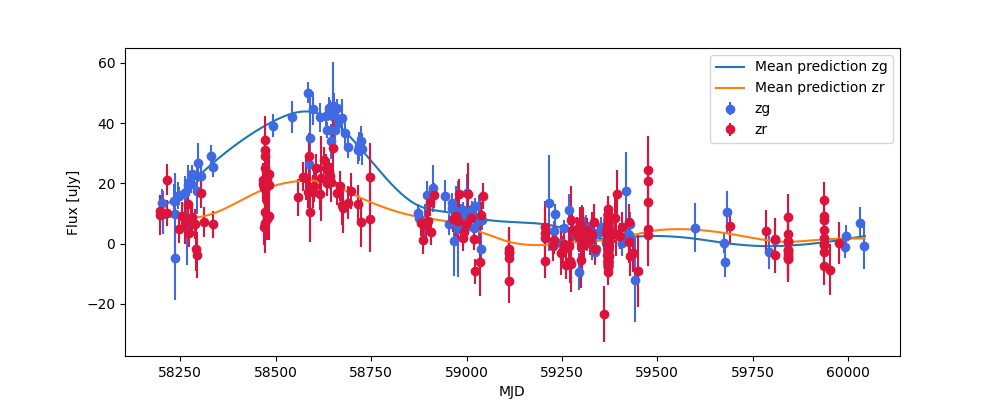 60
40
20
0
−20
Flux [uJy]
58250 58500 58750 59000 59250 59500 59750 60000
MJD
Mean prediction zg
Mean prediction zr
zg
zr